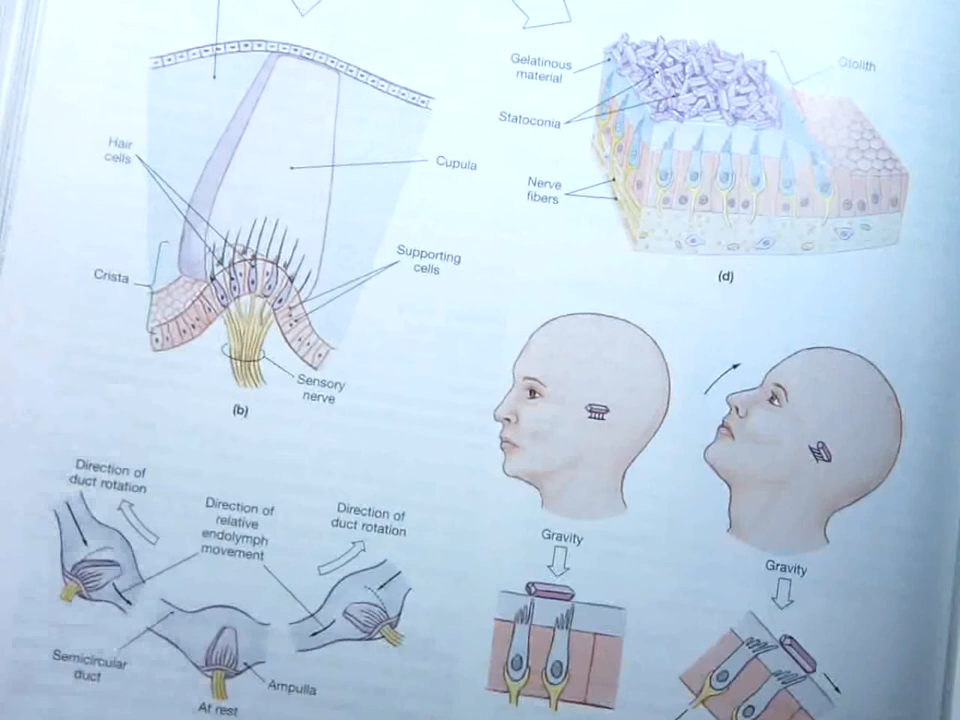 Hair
cells
Cupula
Supporting
cells
Crista
Sensory
nerve
(b)
Gelatinous
material
Otolith
Statoconia
Nerve
fibers
(d)
Direction of
duct rotation
Direction of
relative
endolymph
movement
Direction of
duct rotation
Semicircular
duct
Ampulla
At rest
Gravity
Gravity